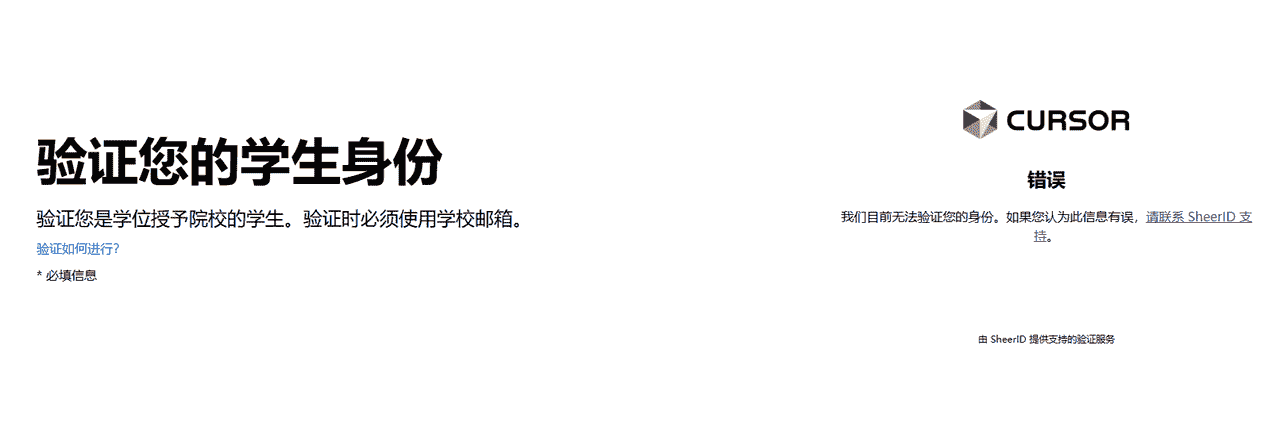 验证您的学生身份
验证您是学位授予院校的学生。验证时必须使用学校邮箱。
验证如何进行?
* 必填信息
CURSOR
错误
我们目前无法验证您的身份。如果您认为此信息有误，请联系 SheerID 支
持。
由 SheerID 提供支持的验证服务